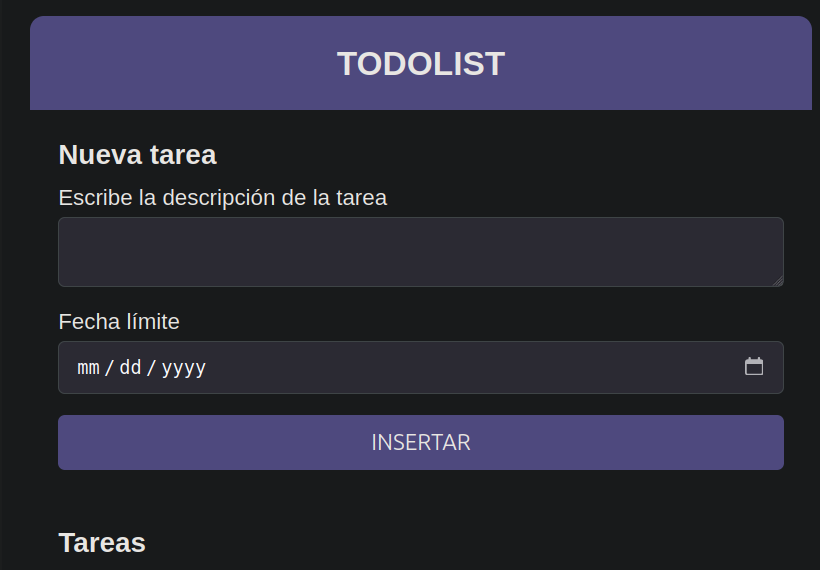 TODOLIST
Nueva tarea
Escribe la descripción de la tarea
Fecha límite
mm/dd/yyyy
INSERTAR
Tareas